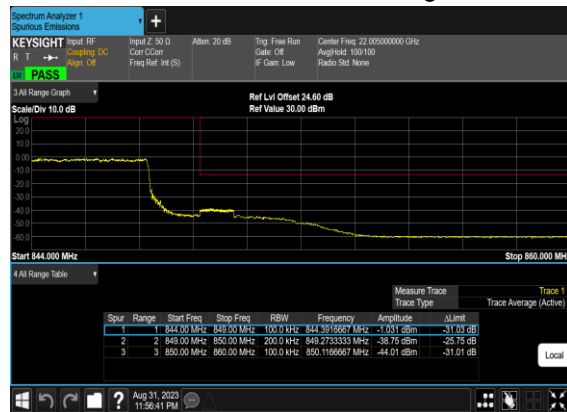 Spectrum Analyzer 1
Spurious Emissions
KEYSIGHT Input: RF Input Z: 50 Ω Atten: 20 dB Trig: Free Run Center Freq: 22.005000000 GHz
R T Coupling: DC Corr CCorr Gate: Off Avg|Hold: 100/100
Align: Off Freq Ref: Int (S) IF Gain: Low Radio Std: None
LXI PASS
3 All Range Graph
Ref Lvl Offset 24.60 dB
Scale/Div 10.0 dB Ref Value 30.00 dBm
Log
20.0
10.0
0.00
-10.0
-20.0
-30.0
-40.0
-50.0
-60.0
Start 844.000 MHz Stop 860.000 MH
4 All Range Table
Measure Trace Trace 1
Trace Type Trace Average (Active)
Spur Range Start Freq Stop Freq RBW Frequency Amplitude ΔLimit
1 1 844.00 MHz 849.00 MHz 100.0 kHz 844.3916667 MHz -1.031 dBm -31.03 dB
2 2 849.00 MHz 850.00 MHz 200.0 kHz 849.2733333 MHz -38.75 dBm -25.75 dB
3 3 850.00 MHz 860.00 MHz 100.0 kHz 850.1166667 MHz -44.01 dBm -31.01 dB
Local
? Aug 31, 2023
11:56:41 PM